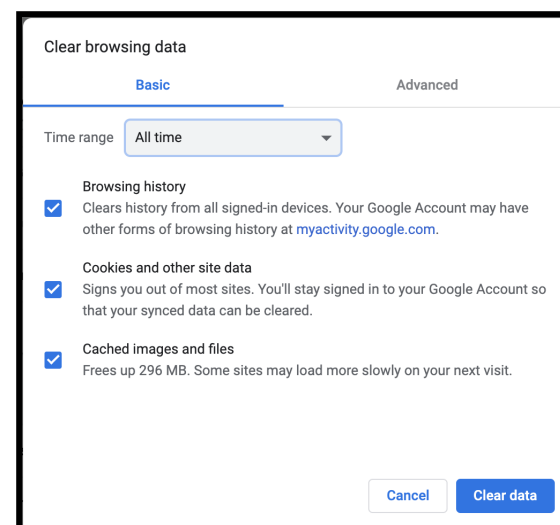 Clear browsing data
Basic
Advanced
Time range
All time
Browsing history
Clears history from all signed-in devices. Your Google Account may have
other forms of browsing history at myactivity.google.com.
Cookies and other site data
Signs you out of most sites. You'll stay signed in to your Google Account so
that your synced data can be cleared.
Cached images and files
Frees up 296 MB. Some sites may load more slowly on your next visit.
Cancel
Clear data